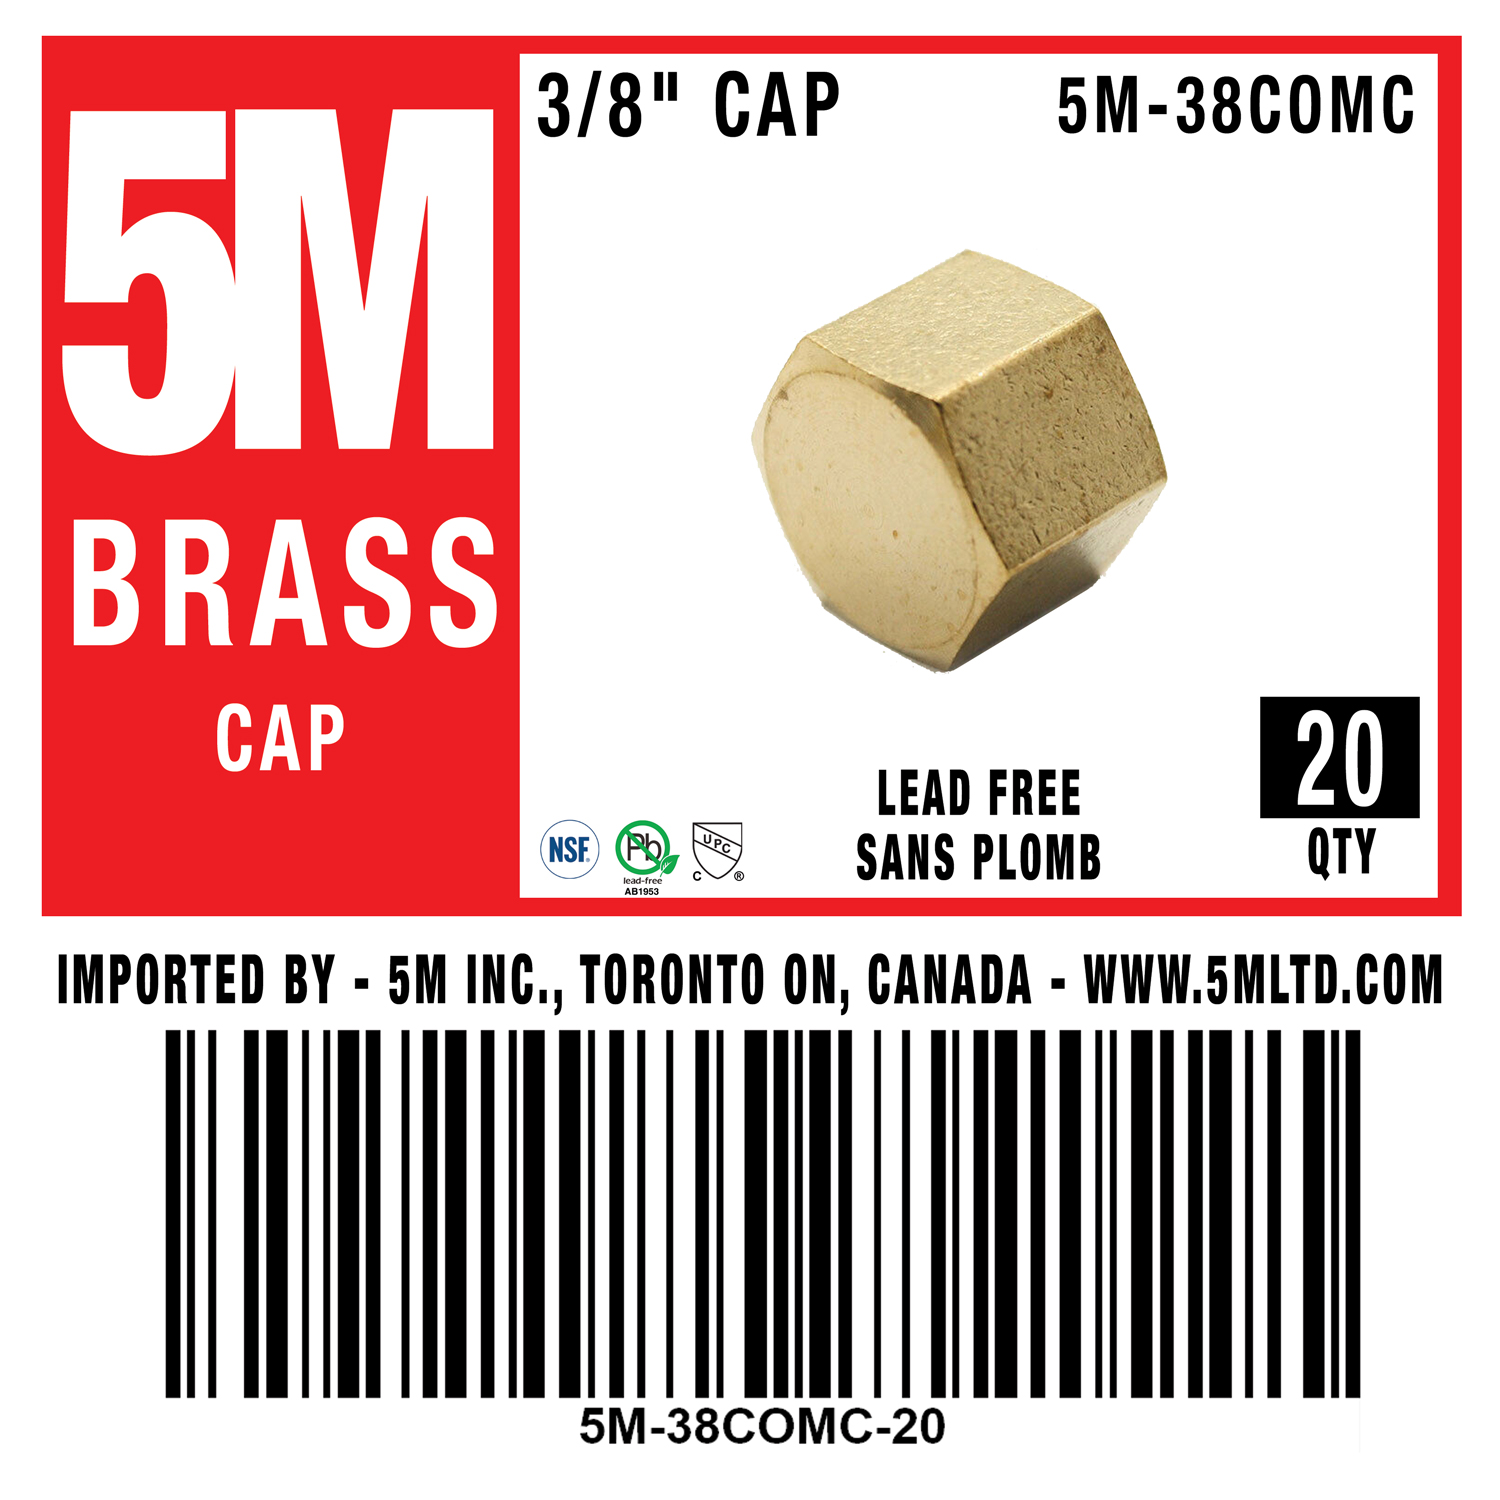 5M
BRASS
CAP
3/8" CAP
5M-38COMC
LEAD FREE
SANS PLOMB
20
QTY
NSF®
Pb
lead-free
AB1953
UPC
C ®
IMPORTED BY - 5M INC., TORONTO ON, CANADA - WWW.5MLTD.COM
5M-38COMC-20